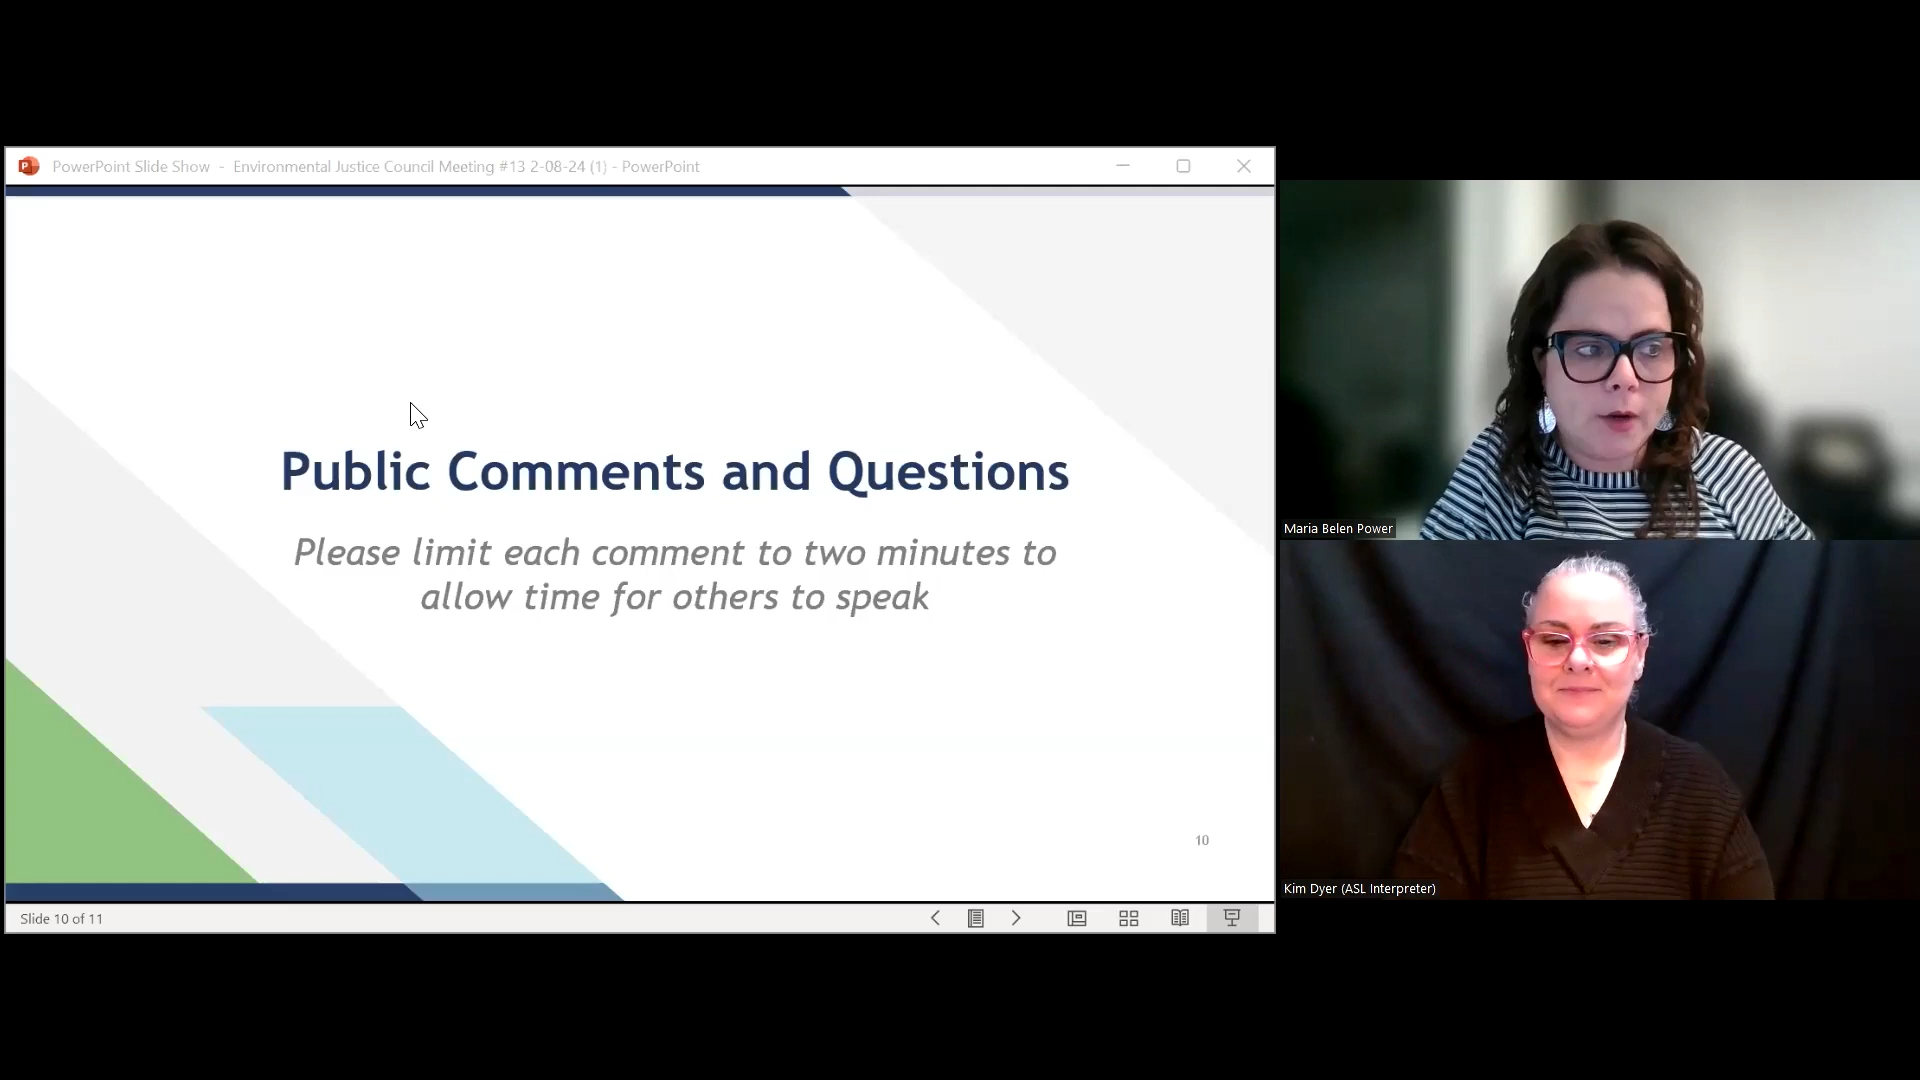 PowerPoint Slide Show - Environmental Justice Council Meeting #13 2-08-24 (1) - PowerPoint
Public Comments and Questions
Please limit each comment to two minutes to
allow time for others to speak
10
Slide 10 of 11
Maria Belen Power
Kim Dyer (ASL Interpreter)